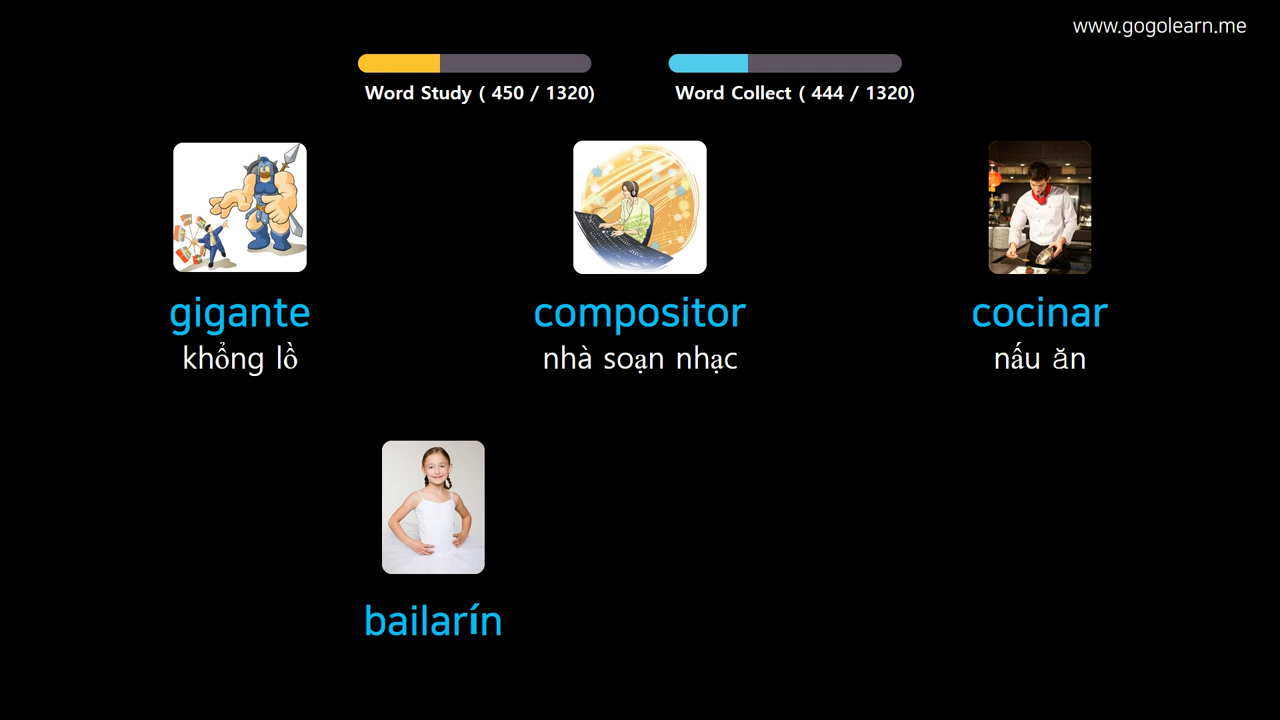 www.gogolearn.me
Word Study ( 450 / 1320)
Word Collect ( 444 / 1320)
gigante
khổng lồ
compositor
nhà soạn nhạc
cocinar
nấu ăn
bailarín